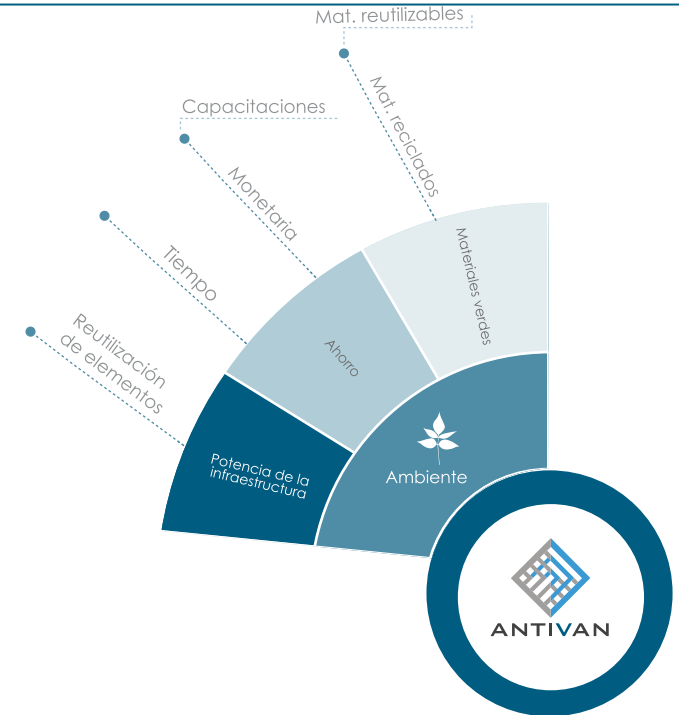 Mat. reutilizables
Mat. reciclados
Capacitaciones
Monetaria
Tiempo
Reutilización
de elementos
Materiales verdes
Ahorro
Potencia de la
infraestructura
Ambiente
ANTIVAN